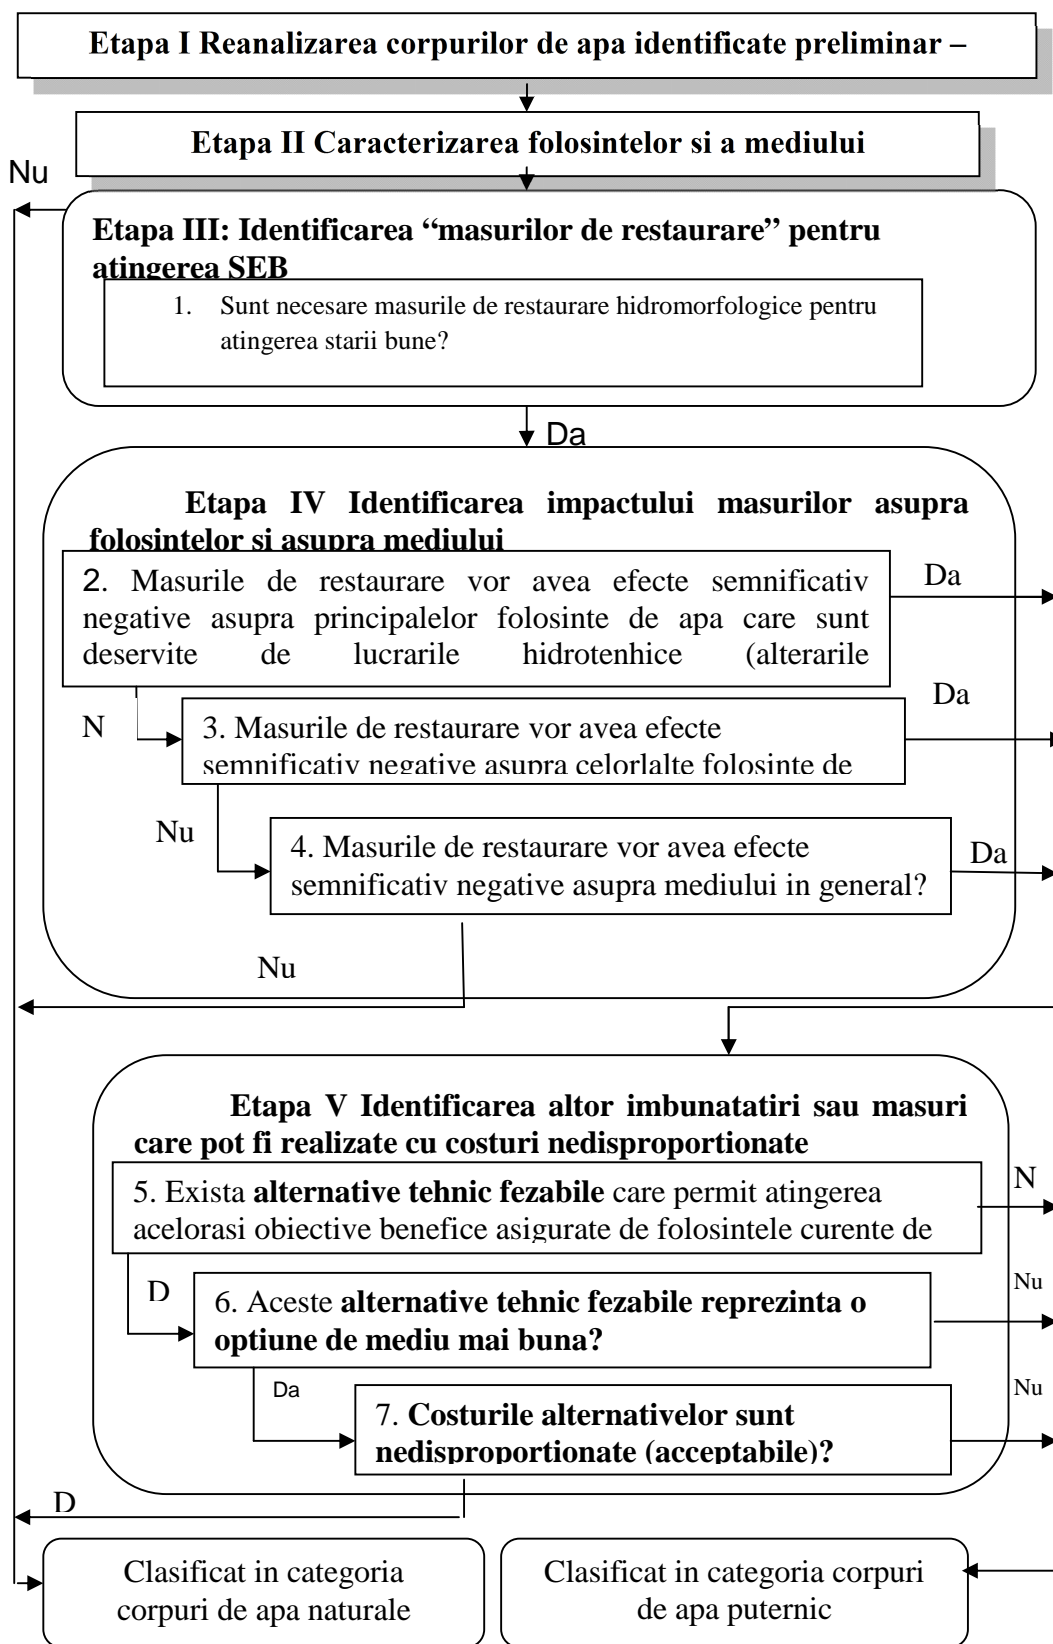 Etapa I Reanalizarea corpurilor de apa identificate preliminar –
Etapa II Caracterizarea folosintelor si a mediului
Nu
Etapa III: Identificarea “masurilor de restaurare” pentru
atingerea SEB
1. Sunt necesare masurile de restaurare hidromorfologice pentru
atingerea starii bune?
Da
Etapa IV Identificarea impactului masurilor asupra
folosintelor si asupra mediului
2. Masurile de restaurare vor avea efecte semnificativ
negative asupra principalelor folosinte de apa care sunt
deservite de lucrarile hidrotenhice (alterarile
Da
N
3. Masurile de restaurare vor avea efecte
semnificativ negative asupra celorlalte folosinte de
Da
Nu
4. Masurile de restaurare vor avea efecte
semnificativ negative asupra mediului in general?
Da
Nu
Etapa V Identificarea altor imbunatatiri sau masuri
care pot fi realizate cu costuri nedisproportionate
5. Exista alternative tehnic fezabile care permit atingerea
acelorasi obiective benefice asigurate de folosintele curente de
N
D
6. Aceste alternative tehnic fezabile reprezinta o
optiune de mediu mai buna?
Nu
Da
7. Costurile alternativelor sunt
nedisproportionate (acceptabile)?
Nu
D
Clasificat in categoria
corpuri de apa naturale
Clasificat in categoria corpuri
de apa puternic